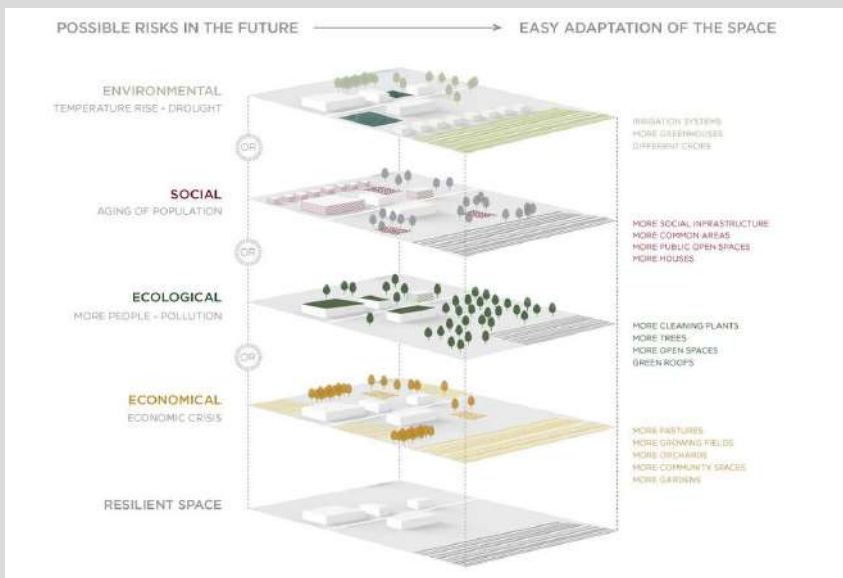 POSSIBLE RISKS IN THE FUTURE
EASY ADAPTATION OF THE SPACE
ENVIRONMENTAL
TEMPERATURE RISE - DROUGHT
IRRIGATION SYSTEMS
MORE GREENHOUSES
DIFFERENT CROPS
OR
SOCIAL
AGING OF POPULATION
MORE SOCIAL INFRASTRUCTURE
MORE COMMON AREAS
MORE PUBLIC OPEN SPACES
MORE HOUSES
OR
ECOLOGICAL
MORE PEOPLE - POLLUTION
MORE CLEANING PLANTS
MORE TREES
MORE OPEN SPACES
GREEN ROOFS
OR
ECONOMICAL
ECONOMIC CRISIS
MORE PASTURES
MORE GROWING FIELDS
MORE ORCHARDS
MORE COMMUNITY SPACES
MORE GARDENS
RESILIENT SPACE